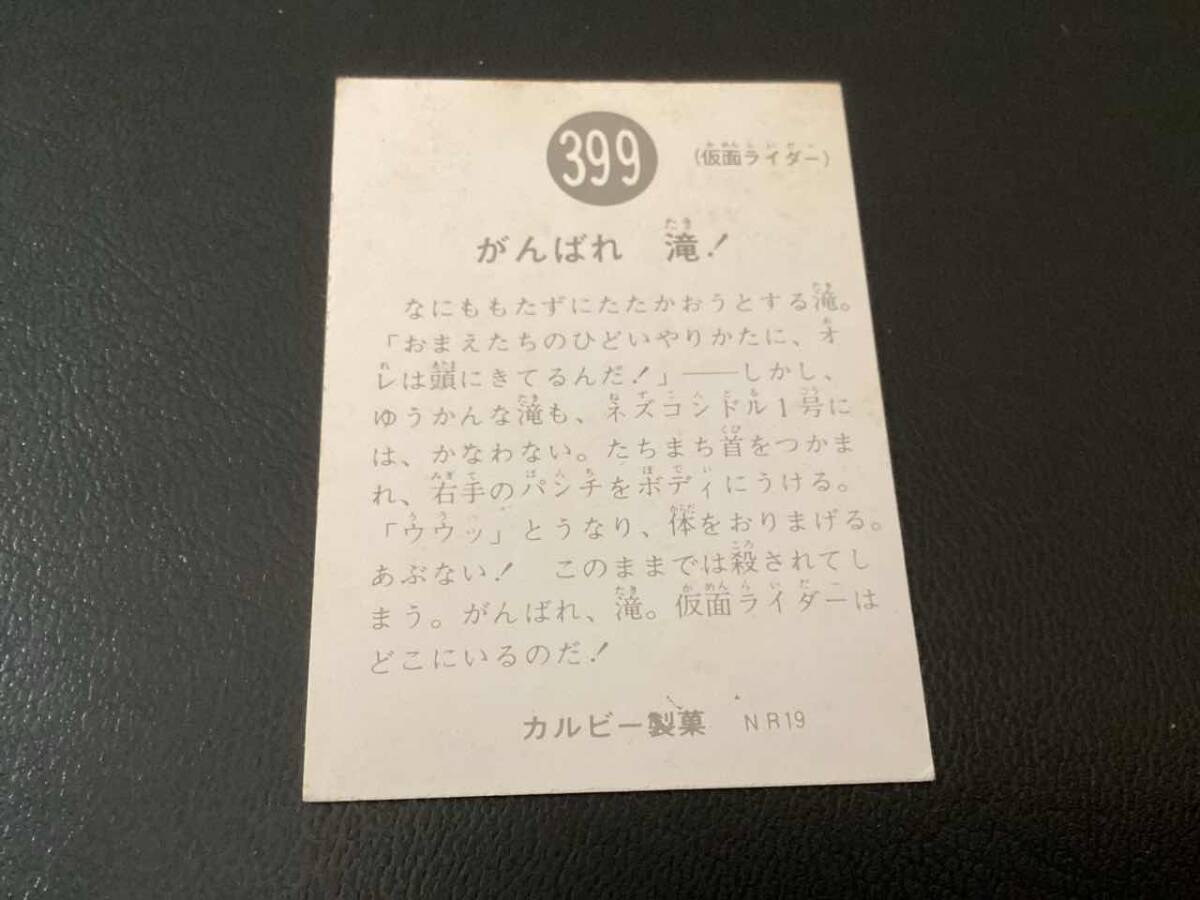 399
(仮面ライダー)
がんばれ 滝!
なにももたずにたたかおうとする滝。
「おまえたちのひどいやりかたに、オ
レは頭にきてるんだ!」――しかし、
ゆうかんな滝も、ネズコンドル1号に
は、かなわない。たちまち首をつかま
れ、右手のパンチをボディにうける。
「ウウッ」とうなり、体をおりまげる。
あぶない! このままでは殺されてし
まう。がんばれ、滝。仮面ライダーは
どこにいるのだ!
カルビー製菓 NR19